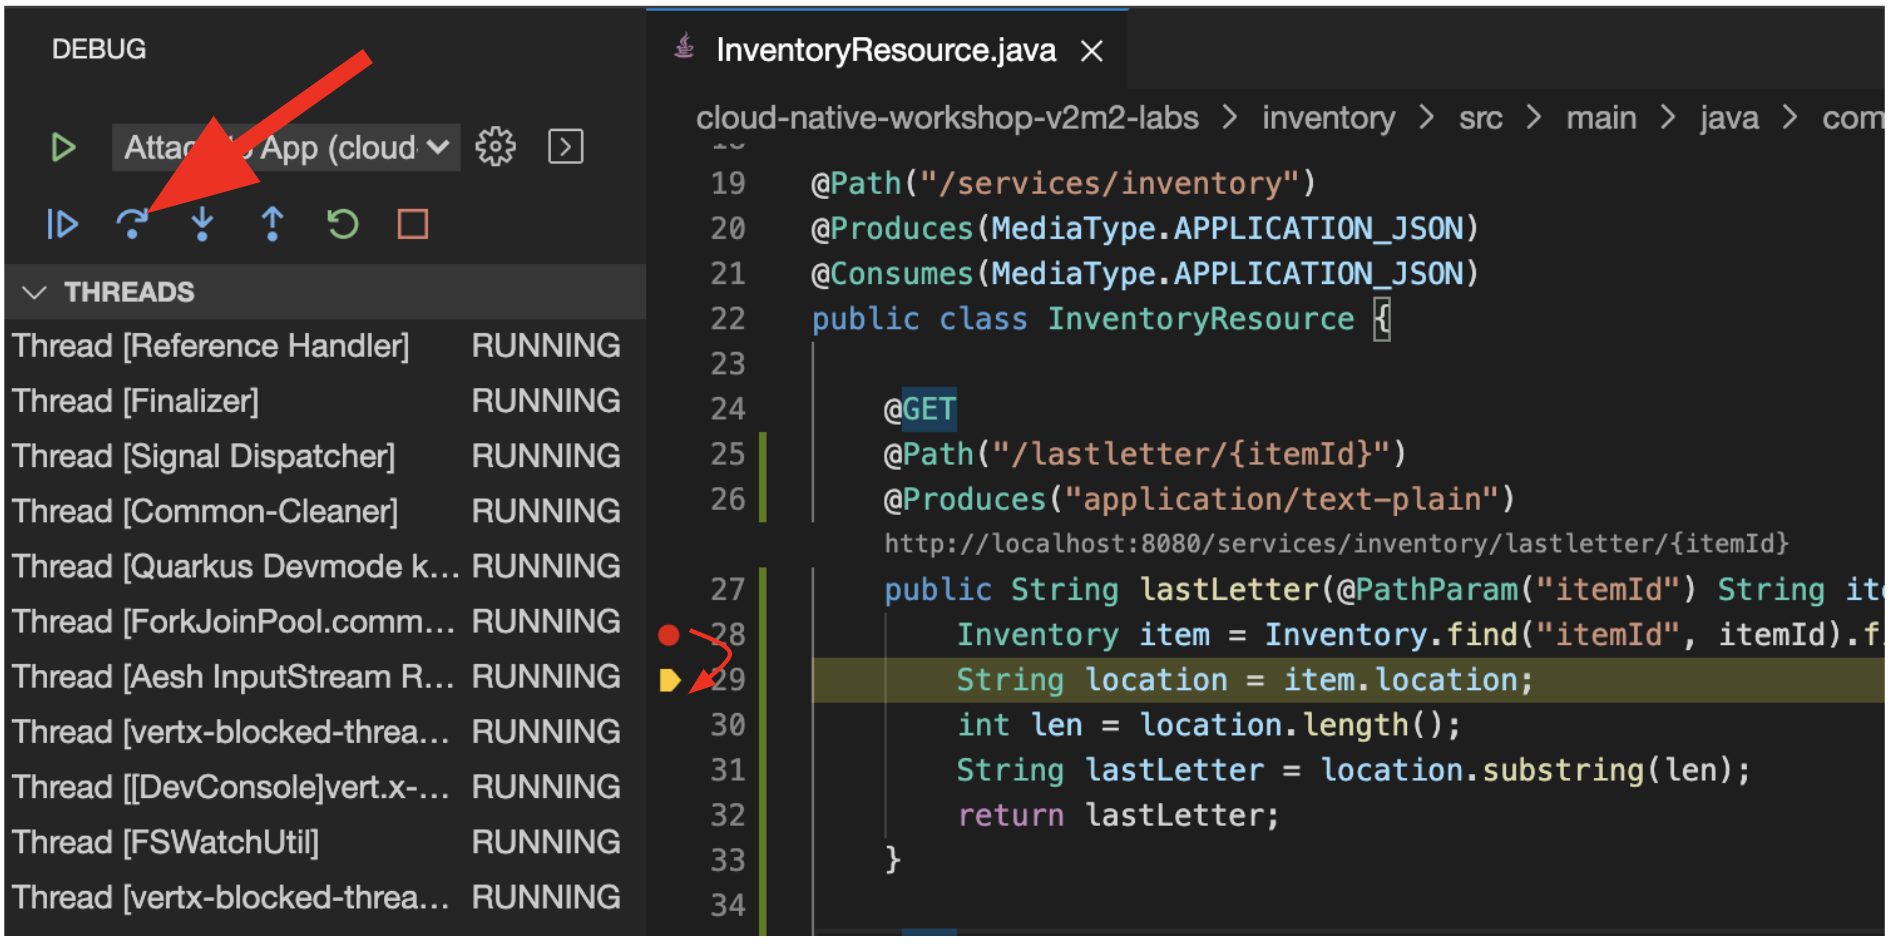 DEBUG
Attac o App (cloud
THREADS
Thread [Reference Handler] RUNNING
Thread [Finalizer] RUNNING
Thread [Signal Dispatcher] RUNNING
Thread [Common-Cleaner] RUNNING
Thread [Quarkus Devmode k... RUNNING
Thread [ForkJoinPool.comm... RUNNING
Thread [Aesh InputStream R... RUNNING
Thread [vertx-blocked-threa... RUNNING
Thread [[DevConsole]vert.x-... RUNNING
Thread [FSWatchUtil] RUNNING
Thread [vertx-blocked-threa... RUNNING
InventoryResource.java
cloud-native-workshop-v2m2-labs > inventory > src > main > java > com
19 @Path("/services/inventory")
20 @Produces(MediaType.APPLICATION_JSON)
21 @Consumes(MediaType.APPLICATION_JSON)
22 public class InventoryResource {
23
24 @GET
25 @Path("/lastletter/{itemId}")
26 @Produces("application/text-plain")
http://localhost:8080/services/inventory/lastletter/{itemId}
27 public String lastLetter(@PathParam("itemId") String ite
28 Inventory item = Inventory.find("itemId", itemId).f
29 String location = item.location;
30 int len = location.length();
31 String lastLetter = location.substring(len);
32 return lastLetter;
33 }
34